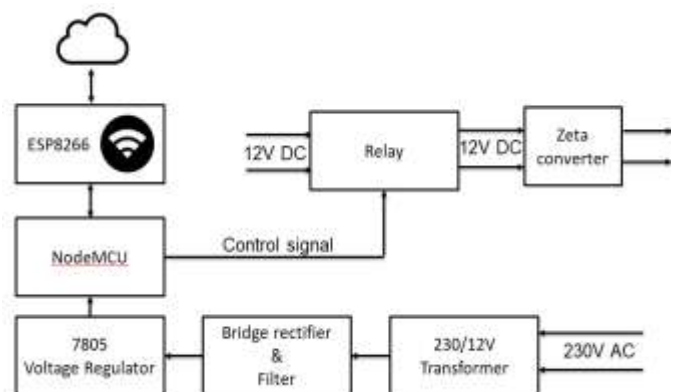 ESP8266
12V DC
Relay
12V DC
Zeta
converter
NodeMCU
Control signal
7805
Voltage Regulator
Bridge rectifier
&
Filter
230/12V
Transformer
230V AC